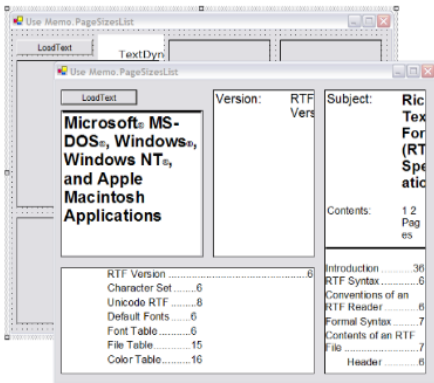 Use Memo.PageSizesList
LoadText
TextDyn
Use Memo.PageSizesList
LoadText
Microsoft® MS-
DOS®, Windows®,
Windows NT®,
and Apple
Macintosh
Applications
Version: RTF
Vers
Subject: Ric
Tex
For
(RT
Spe
atic
Contents: 1 2
Pag
es
RTF Version ..........................................6
Character Set ........6
Unicode RTF ........8
Default Fonts .......6
Font Table ...........6
File Table ............15
Color Table ..........16
Introduction ..........36
RTF Syntax ............6
Conventions of an
RTF Reader ............6
Formal Syntax ........7
Contents of an RTF
File ........................7
Header ...........6